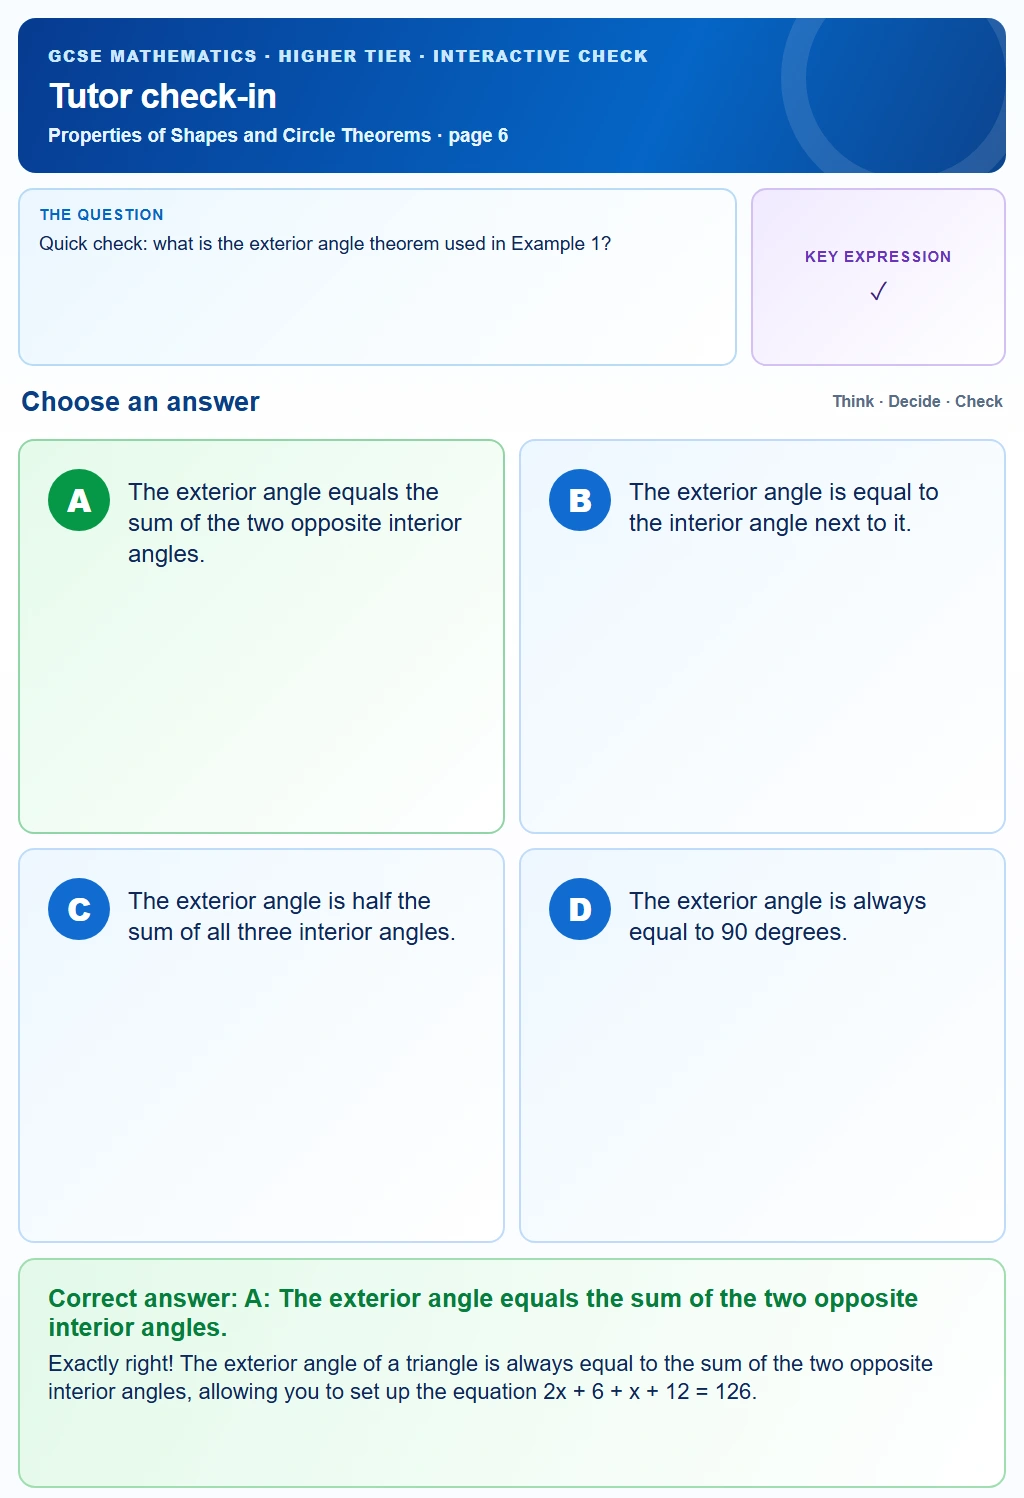 GCSE MATHEMATICS · HIGHER TIER · INTERACTIVE CHECK
Tutor check-in
Properties of Shapes and Circle Theorems · page 6
THE QUESTION
Quick check: what is the exterior angle theorem used in Example 1?
KEY EXPRESSION
✓
Choose an answer
Think · Decide · Check
A
The exterior angle equals the
sum of the two opposite interior
angles.
B
The exterior angle is equal to
the interior angle next to it.
C
The exterior angle is half the
sum of all three interior angles.
D
The exterior angle is always
equal to 90 degrees.
Correct answer: A: The exterior angle equals the sum of the two opposite
interior angles.
Exactly right! The exterior angle of a triangle is always equal to the sum of the two opposite
interior angles, allowing you to set up the equation 2x + 6 + x + 12 = 126.